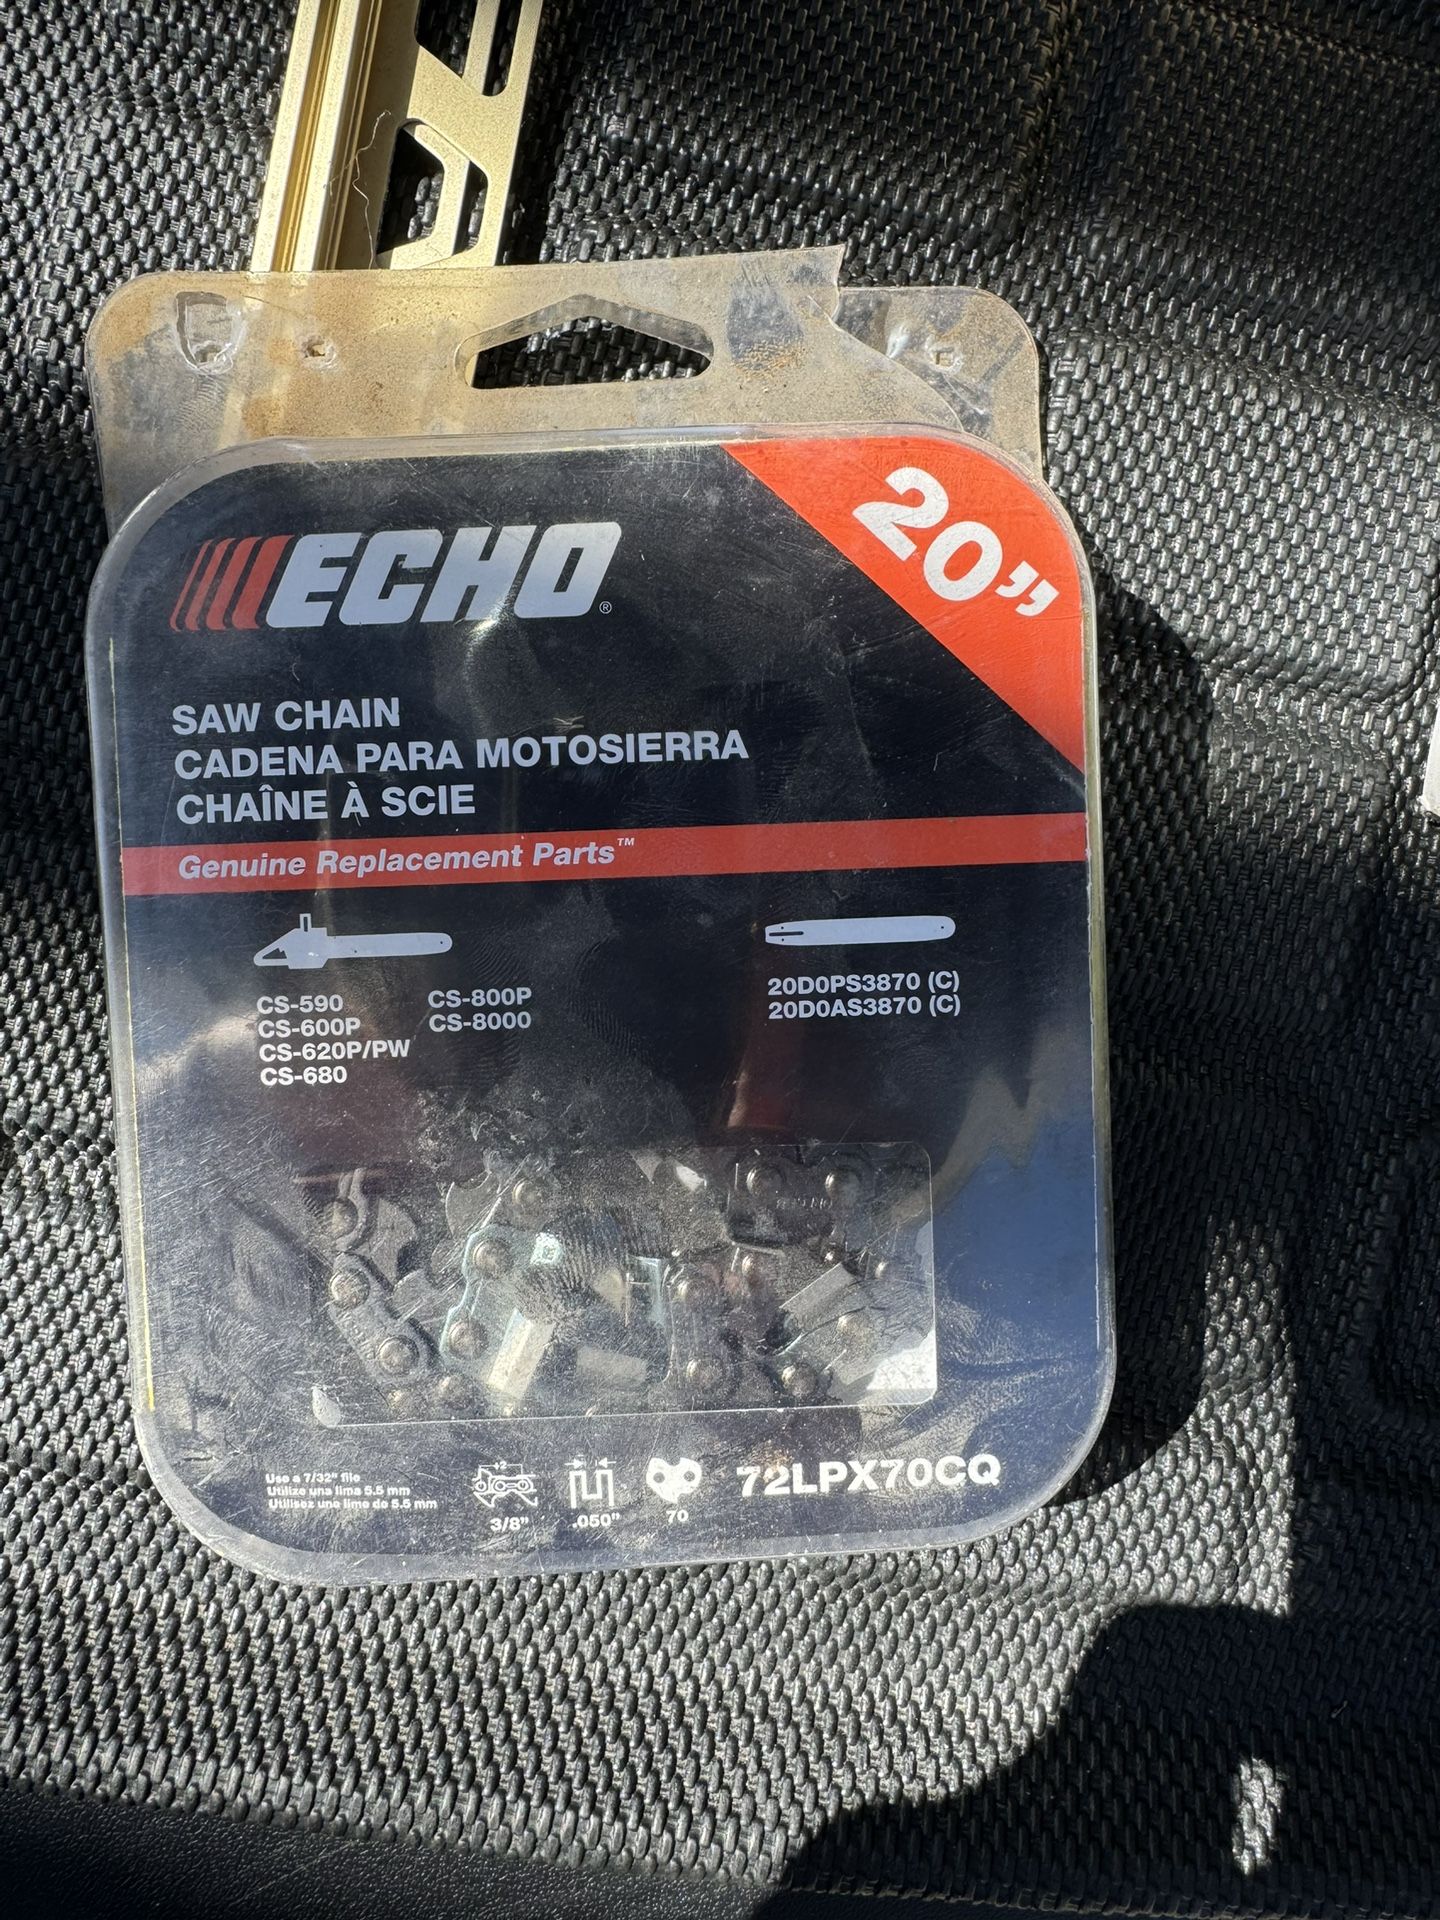 20”
ECHO®
SAW CHAIN
CADENA PARA MOTOSIERRA
CHAÎNE À SCIE
Genuine Replacement Parts™
CS-590
CS-600P
CS-620P/PW
CS-680
CS-800P
CS-8000
20D0PS3870 (C)
20D0AS3870 (C)
Use a 7/32" file
Utilize una lima 5.5 mm
Utilisez une lime de 5.5 mm
÷2
3/8"
.050"
70
72LPX70CQ